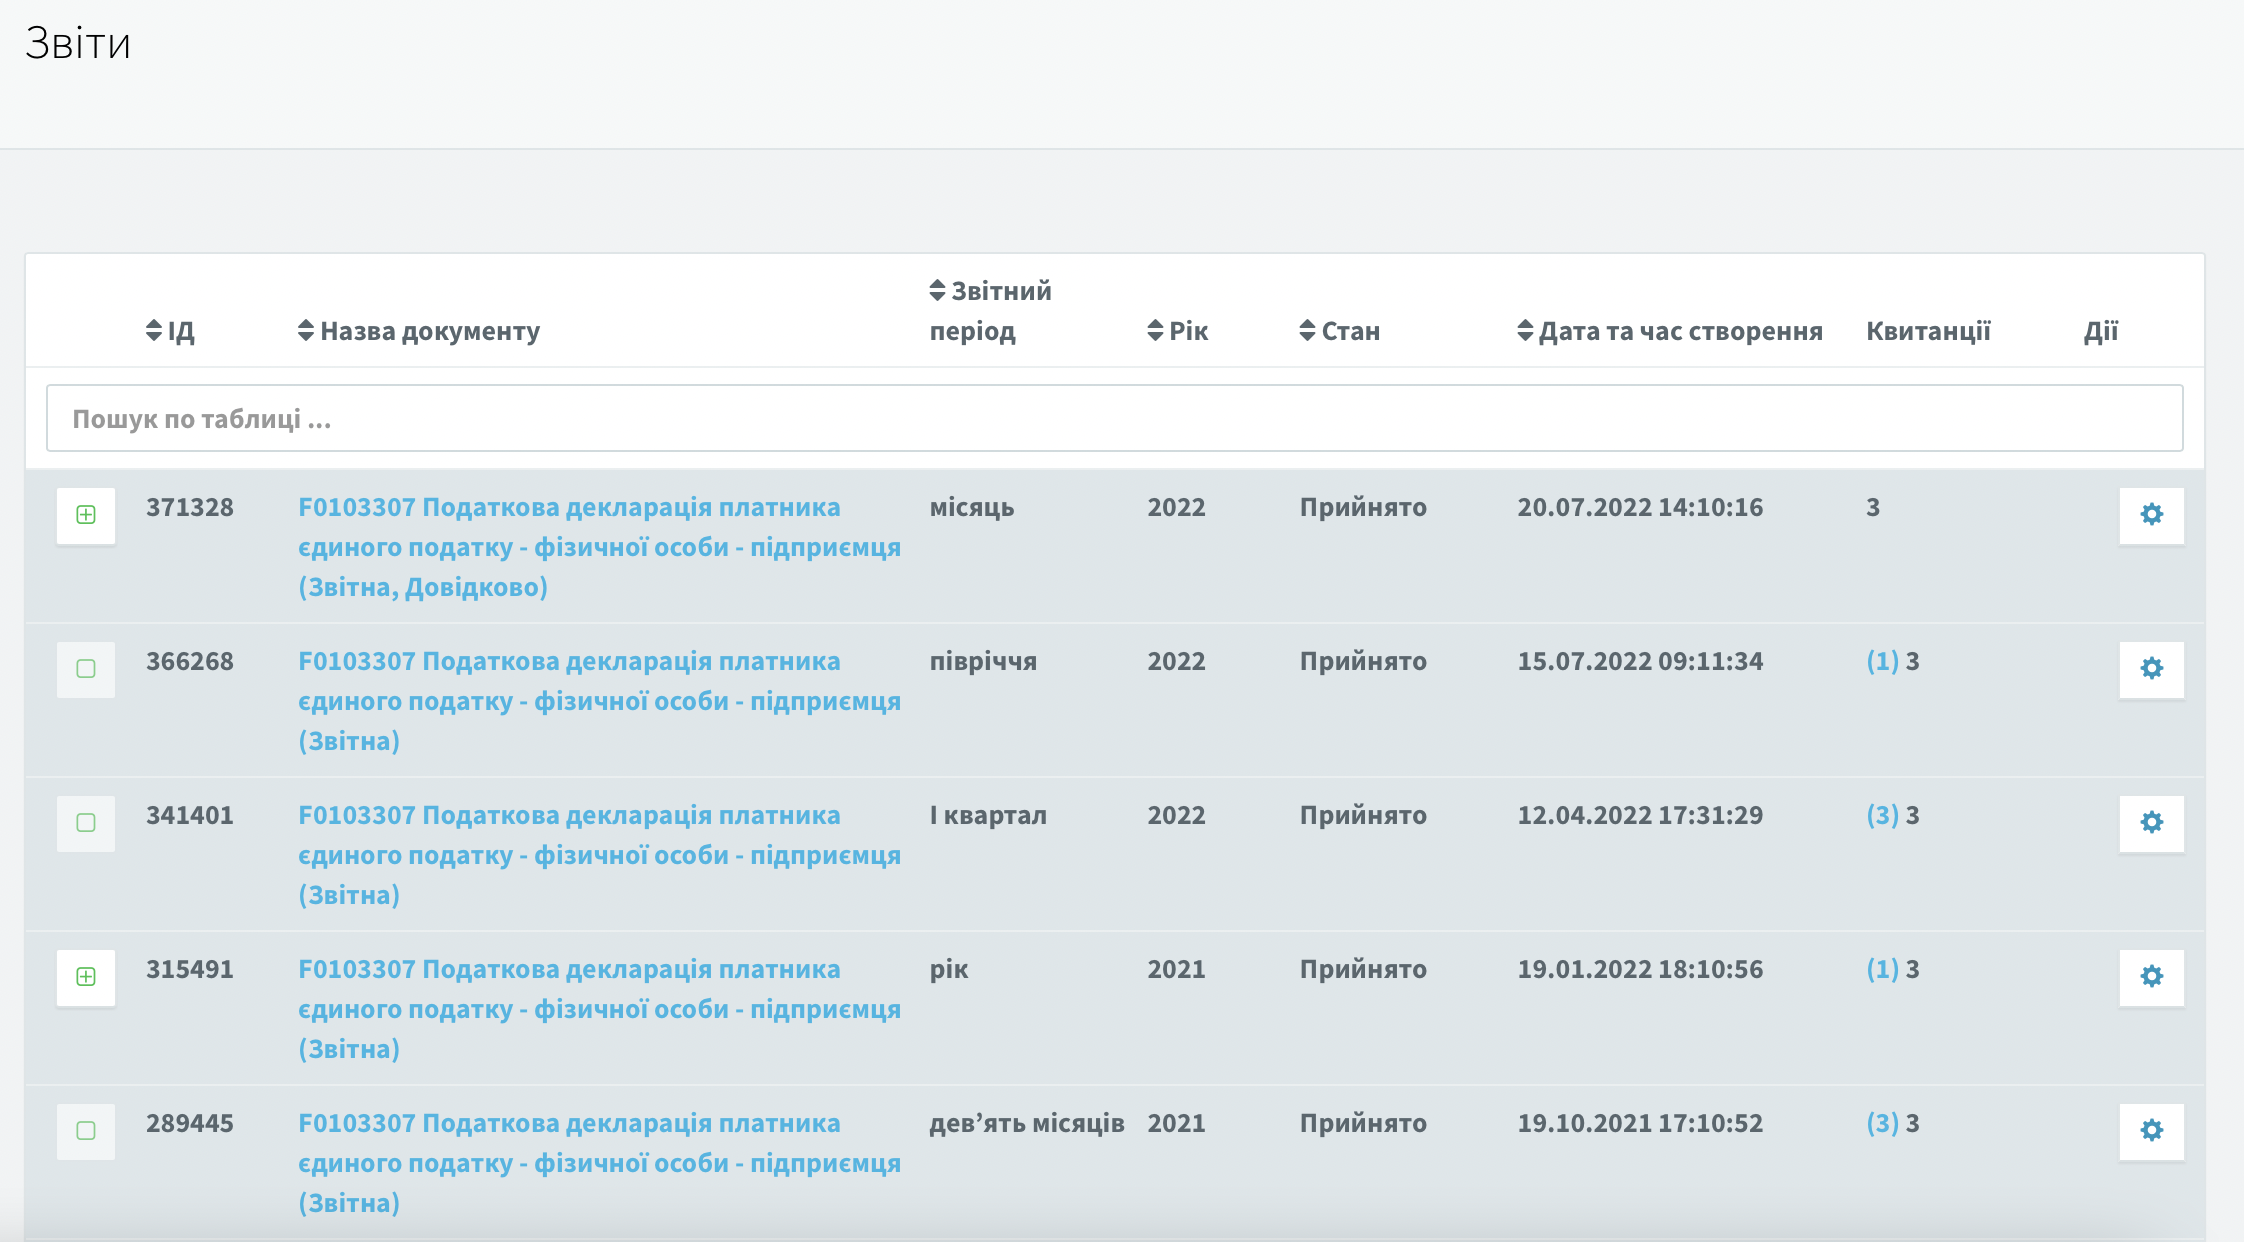 Звіти
ІД Назва документу Звітний період Рік Стан Дата та час створення Квитанції Дії
Пошук по таблиці ...
371328 F0103307 Податкова декларація платника місяць 2022 Прийнято 20.07.2022 14:10:16 3
єдиного податку - фізичної особи - підприємця
(Звітна, Довідково)
366268 F0103307 Податкова декларація платника півріччя 2022 Прийнято 15.07.2022 09:11:34 (1) 3
єдиного податку - фізичної особи - підприємця
(Звітна)
341401 F0103307 Податкова декларація платника І квартал 2022 Прийнято 12.04.2022 17:31:29 (3) 3
єдиного податку - фізичної особи - підприємця
(Звітна)
315491 F0103307 Податкова декларація платника рік 2021 Прийнято 19.01.2022 18:10:56 (1) 3
єдиного податку - фізичної особи - підприємця
(Звітна)
289445 F0103307 Податкова декларація платника дев’ять місяців 2021 Прийнято 19.10.2021 17:10:52 (3) 3
єдиного податку - фізичної особи - підприємця
(Звітна)